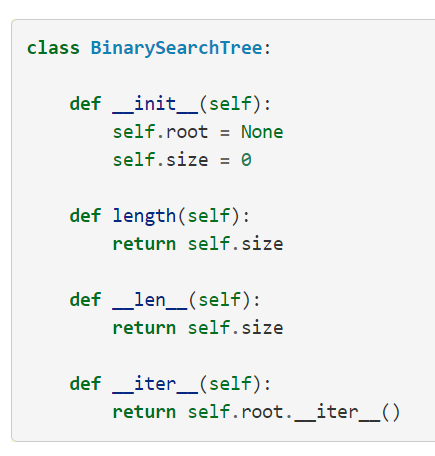 class BinarySearchTree:
    def __init__(self):
        self.root = None
        self.size = 0
    def length(self):
        return self.size
    def __len__(self):
        return self.size
    def __iter__(self):
        return self.root.__iter__()